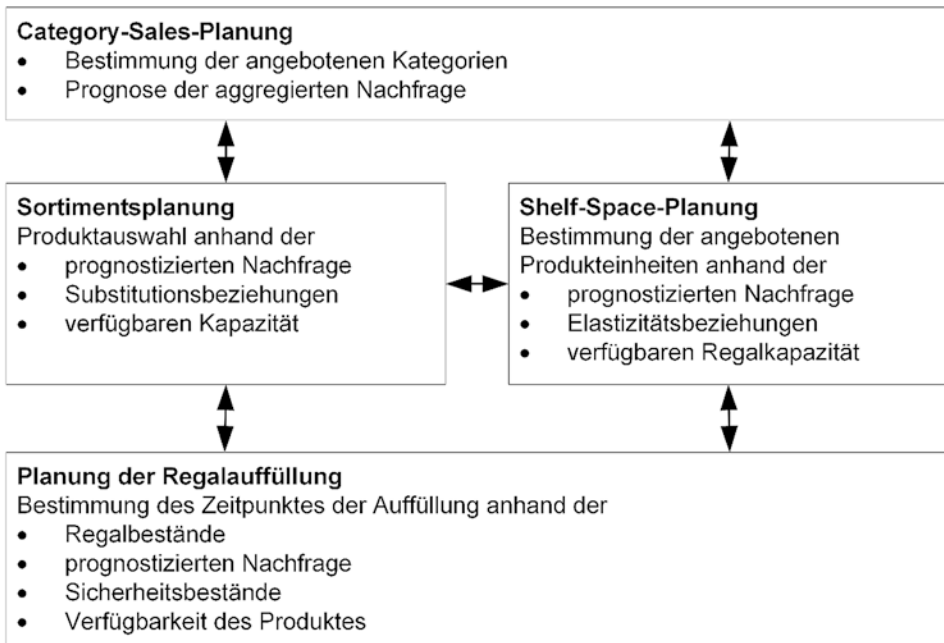 Category-Sales-Planung
• Bestimmung der angebotenen Kategorien
• Prognose der aggregierten Nachfrage
Sortimentsplanung
Produktauswahl anhand der
• prognostizierten Nachfrage
• Substitutionsbeziehungen
• verfügbaren Kapazität
Shelf-Space-Planung
Bestimmung der angebotenen
Produkteinheiten anhand der
• prognostizierten Nachfrage
• Elastizitätsbeziehungen
• verfügbaren Regalkapazität
Planung der Regalauffüllung
Bestimmung des Zeitpunktes der Auffüllung anhand der
• Regalbestände
• prognostizierten Nachfrage
• Sicherheitsbestände
• Verfügbarkeit des Produktes